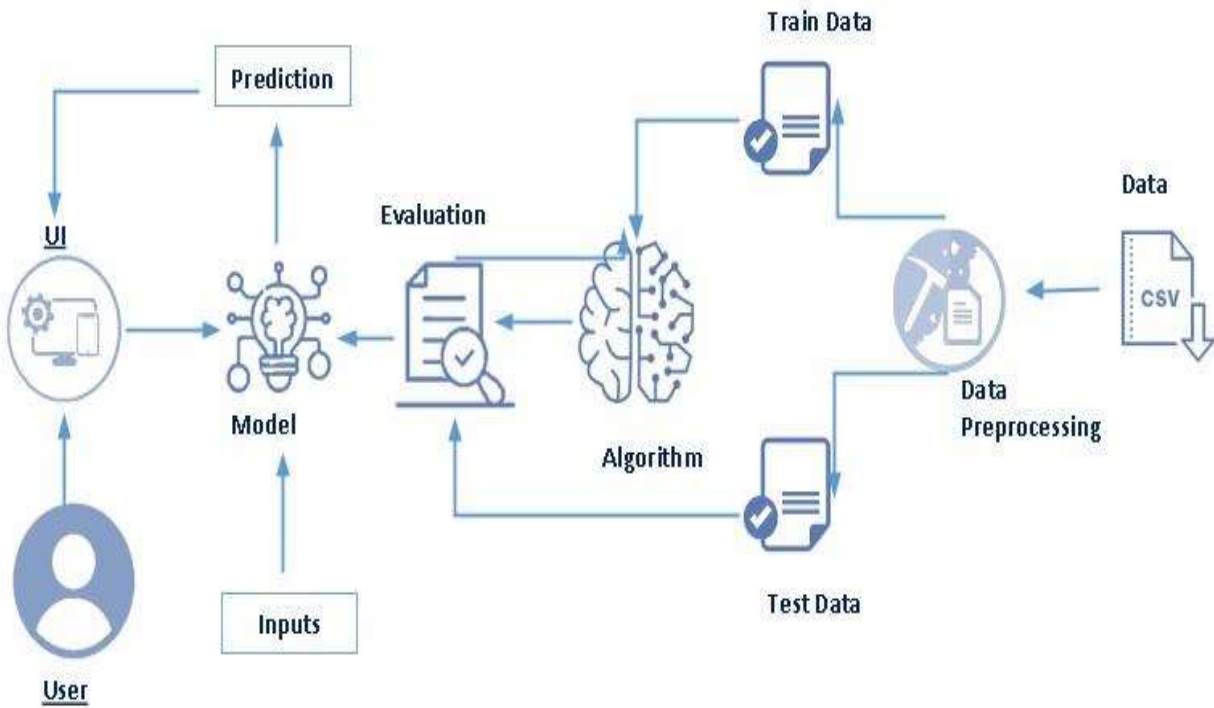 Train Data
Prediction
Data
Evaluation
UI
CSV
Model
Data
Preprocessing
Algorithm
Test Data
Inputs
User